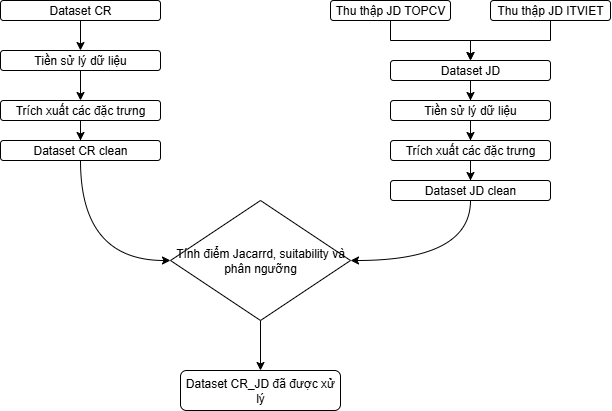 Dataset CR
Tiền sử lý dữ liệu
Trích xuất các đặc trưng
Dataset CR clean
Thu thập JD TOPCV
Thu thập JD ITVIET
Dataset JD
Tiền sử lý dữ liệu
Trích xuất các đặc trưng
Dataset JD clean
Tính điểm Jacarrd, suitability và
phân ngưỡng
Dataset CR_JD đã được xử
lý